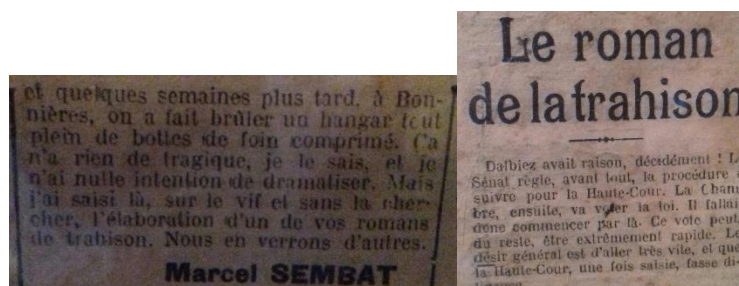 et quelques semaines plus tard, à Bon-
nières, on a fait brûler un hangar tout
plein de bottes de foin comprimé. Ça
n'a rien de tragique, je le sais, et je
n'ai nulle intention de dramatiser. Mais
j'ai saisi là, sur le vif et sans la cher-
cher, l'élaboration d'un de vos romans
de trahison. Nous en verrons d'autres.
Marcel SEMBAT
Le roman
de la trahison
Dalbiez avait raison, décidément ! L
Sénat règle, avant tout, la procédure
suivre pour la Haute-Cour. La Cham
bre, ensuite, va voter la loi. Il fallai
donc commencer par là. Ce vote peut,
du reste, être extrêmement rapide. Le
désir général est d'aller très vite, et que
la Haute-Cour, une fois saisie, fasse di-